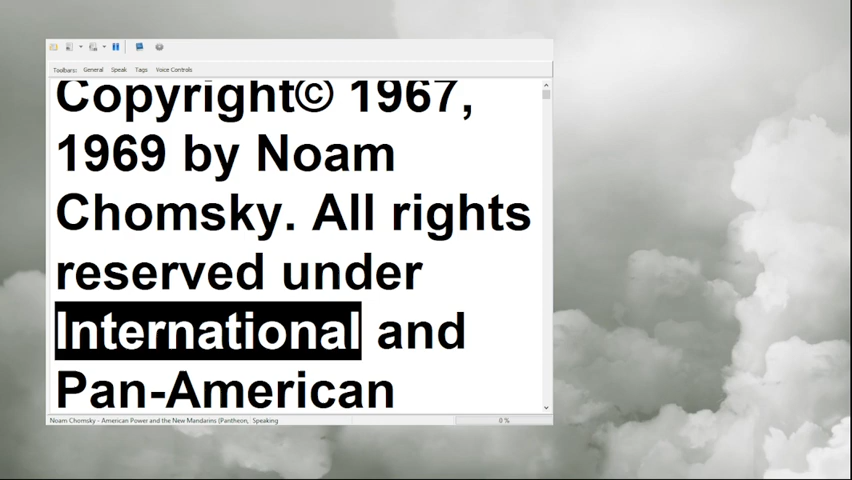 Toolbars: General Speak Tags Voice Controls
Copyright© 1967,
1969 by Noam
Chomsky. All rights
reserved under
International and
Pan-American
Noam Chomsky - American Power and the New Mandarins (Pantheon, Speaking 0 %